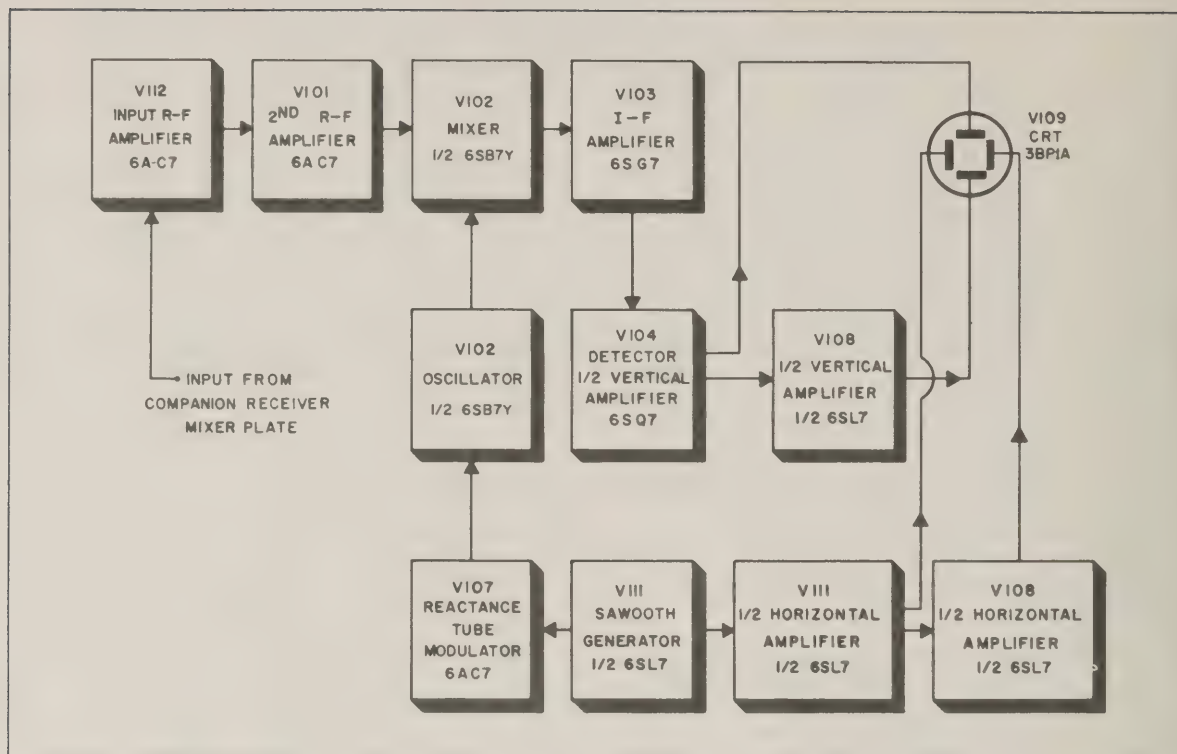 V112
INPUT R-F
AMPLIFIER
6A-C7
V101
2ND R-F
AMPLIFIER
6AC7
V102
MIXER
1/2 6SB7Y
V103
I-F
AMPLIFIER
6SG7
V109
CRT
3BP1A
INPUT FROM
COMPANION RECEIVER
MIXER PLATE
V102
OSCILLATOR
1/2 6SB7Y
V104
DETECTOR
1/2 VERTICAL
AMPLIFIER
6SQ7
V108
1/2 VERTICAL
AMPLIFIER
1/2 6SL7
V107
REACTANCE
TUBE
MODULATOR
6AC7
V111
SAWOOTH
GENERATOR
1/2 6SL7
V111
1/2 HORIZONTAL
AMPLIFIER
1/2 6SL7
V108
1/2 HORIZONTAL
AMPLIFIER
1/2 6SL7